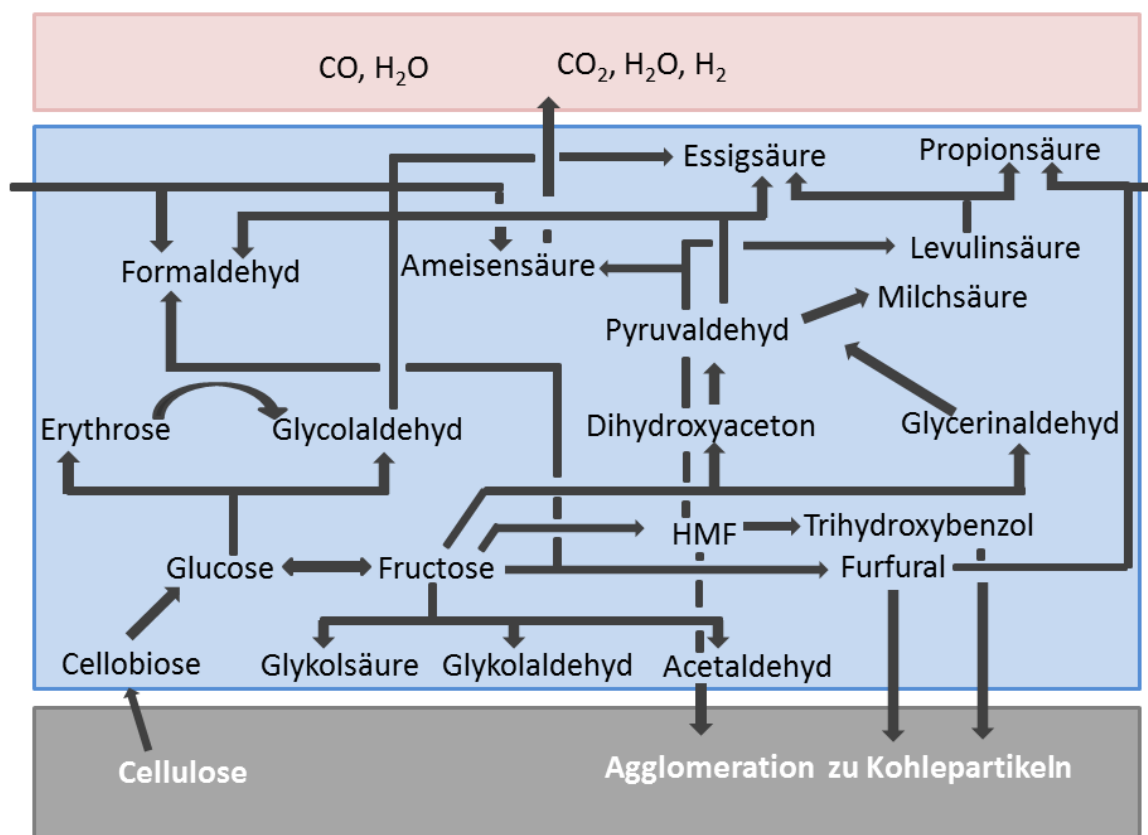 CO, H₂O
CO₂, H₂O, H₂
Essigsäure
Propionsäure
Formaldehyd
Ameisensäure
Levulinsäure
Milchsäure
Pyruvaldehyd
Erythrose
Glycolaldehyd
Dihydroxyaceton
Glycerinaldehyd
HMF
Trihydroxybenzol
Glucose
Fructose
Furfural
Cellobiose
Glykolsäure
Glykolaldehyd
Acetaldehyd
Cellulose
Agglomeration zu Kohlepartikeln